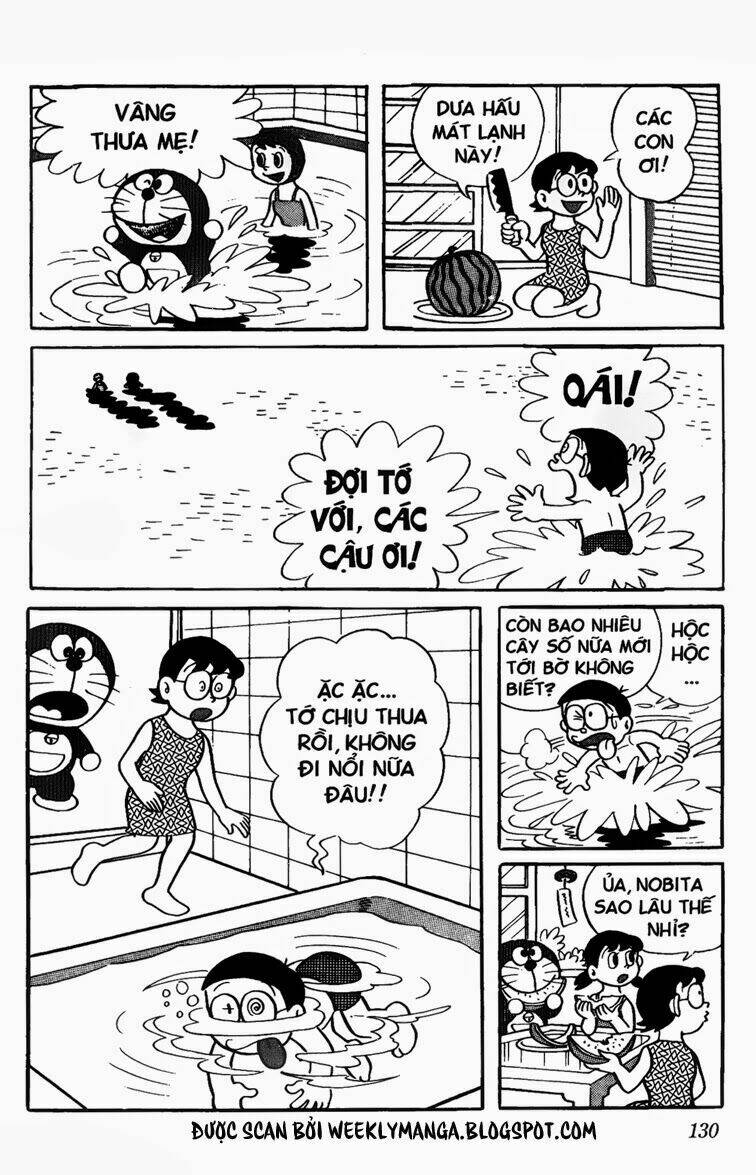 CÁC
CON
ƠI!
DƯA HẤU
MÁT LẠNH
NÀY!
VÂNG
THƯA MẸ!
OÁI!
ĐỢI TỚ
VỚI, CÁC
CẬU ƠI!
HỘC
HỘC
...
CÒN BAO NHIÊU
CÂY SỐ NỮA MỚI
TỚI BỜ KHÔNG
BIẾT?
ỦA, NOBITA
SAO LÂU THẾ
NHỈ?
ẶC ẶC...
TỚ CHỊU THUA
RỒI, KHÔNG
ĐI NỔI NỮA
ĐÂU!!
ĐƯỢC SCAN BỞI WEEKLYMANGA.BLOGSPOT.COM
130